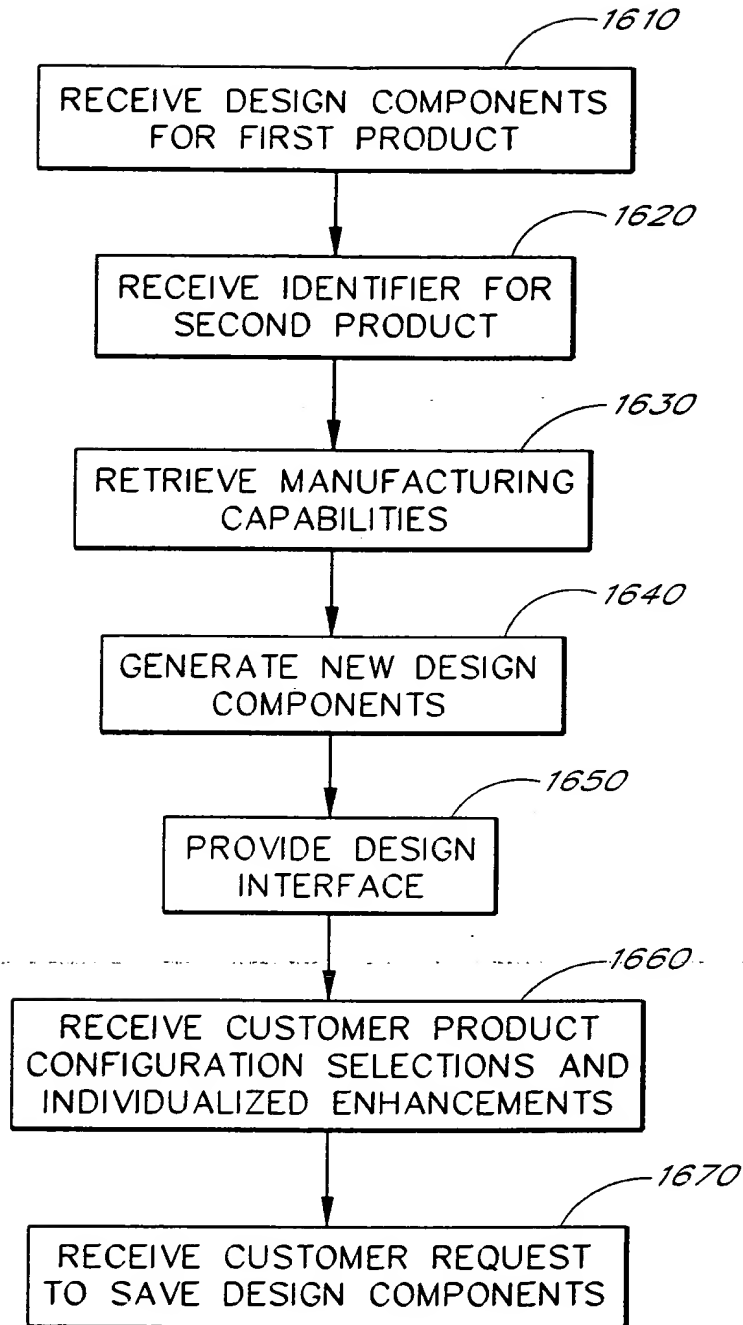 1610
RECEIVE DESIGN COMPONENTS
FOR FIRST PRODUCT
1620
RECEIVE IDENTIFIER FOR
SECOND PRODUCT
1630
RETRIEVE MANUFACTURING
CAPABILITIES
1640
GENERATE NEW DESIGN
COMPONENTS
1650
PROVIDE DESIGN
INTERFACE
1660
RECEIVE CUSTOMER PRODUCT
CONFIGURATION SELECTIONS AND
INDIVIDUALIZED ENHANCEMENTS
1670
RECEIVE CUSTOMER REQUEST
TO SAVE DESIGN COMPONENTS